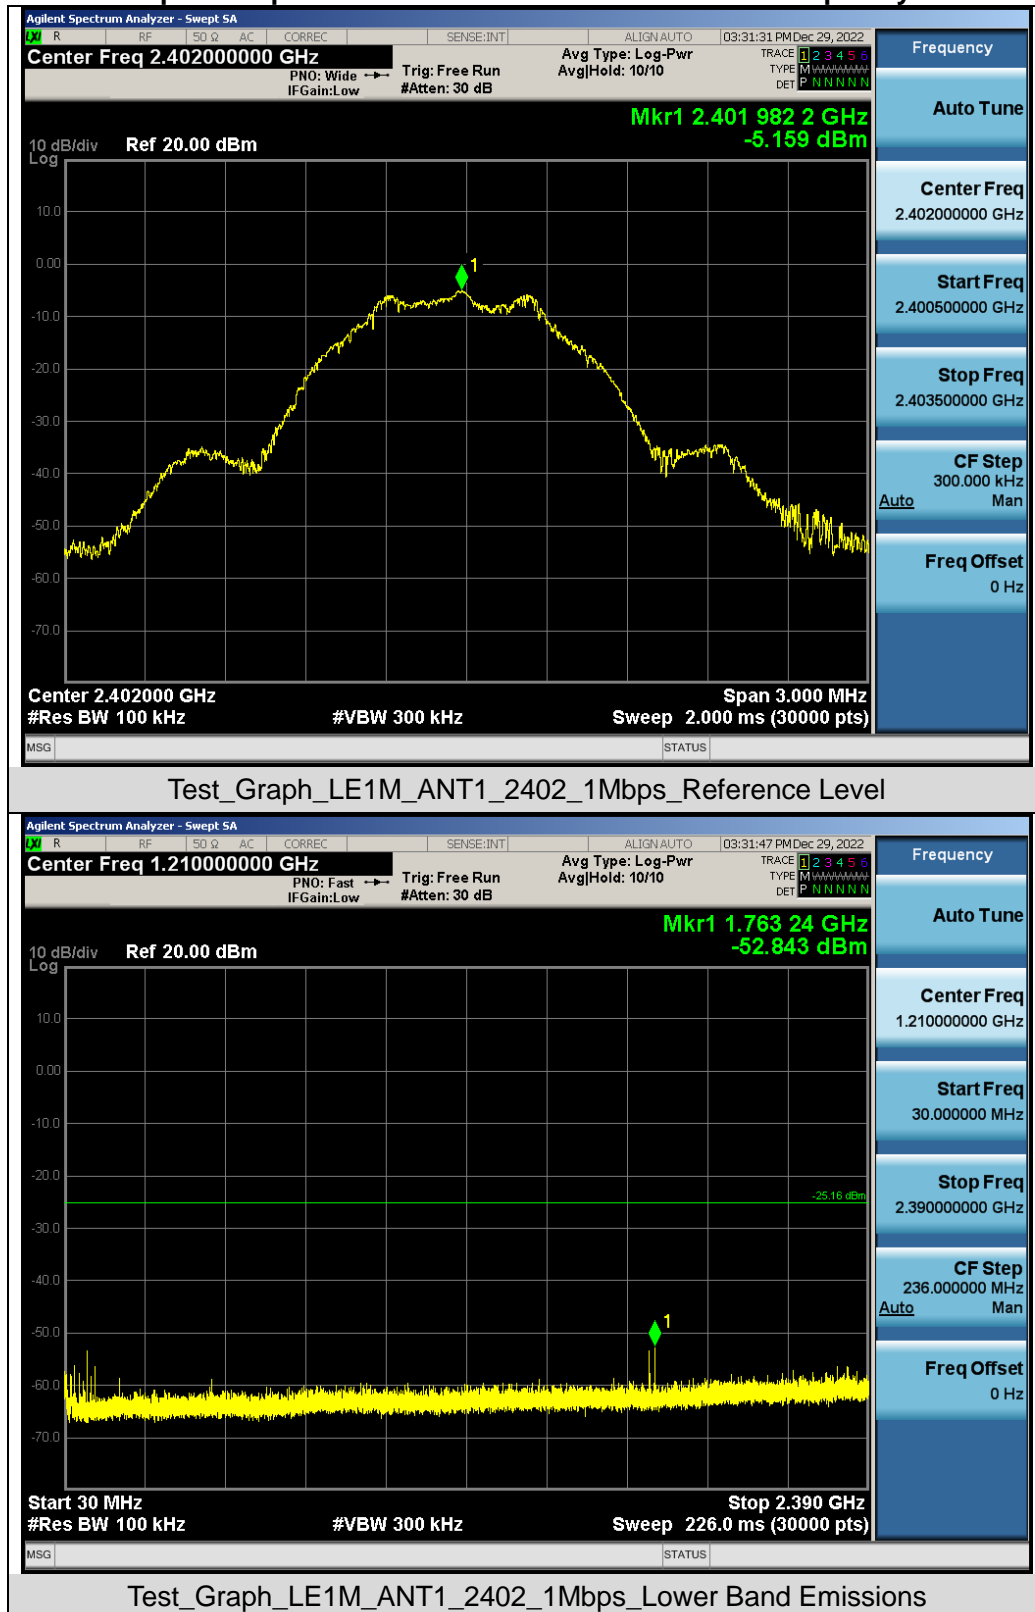 Agilent Spectrum Analyzer - Swept SA
LXI R RF 50 Ω AC CORREC SENSE:INT ALIGN AUTO 03:31:31 PM Dec 29, 2022
Center Freq 2.402000000 GHz Avg Type: Log-Pwr TRACE 1 2 3 4 5 6
PNO: Wide Trig: Free Run Avg|Hold: 10/10 TYPE M WWWWW
IFGain:Low #Atten: 30 dB DET P N N N N N
Mkr1 2.401 982 2 GHz
-5.159 dBm
10 dB/div Ref 20.00 dBm
Log
10.0
0.00
1
-10.0
-20.0
-30.0
-40.0
-50.0
-60.0
-70.0
Center 2.402000 GHz Span 3.000 MHz
#Res BW 100 kHz #VBW 300 kHz Sweep 2.000 ms (30000 pts)
MSG STATUS
Frequency
Auto Tune
Center Freq
2.402000000 GHz
Start Freq
2.400500000 GHz
Stop Freq
2.403500000 GHz
CF Step
300.000 kHz
Auto Man
Freq Offset
0 Hz
Test_Graph_LE1M_ANT1_2402_1Mbps_Reference Level
Agilent Spectrum Analyzer - Swept SA
LXI R RF 50 Ω AC CORREC SENSE:INT ALIGN AUTO 03:31:47 PM Dec 29, 2022
Center Freq 1.210000000 GHz Avg Type: Log-Pwr TRACE 1 2 3 4 5 6
PNO: Fast Trig: Free Run Avg|Hold: 10/10 TYPE M WWWWW
IFGain:Low #Atten: 30 dB DET P N N N N N
Mkr1 1.763 24 GHz
-52.843 dBm
10 dB/div Ref 20.00 dBm
Log
10.0
0.00
-10.0
-20.0
-25.16 dBm
-30.0
-40.0
1
-50.0
-60.0
-70.0
Start 30 MHz Stop 2.390 GHz
#Res BW 100 kHz #VBW 300 kHz Sweep 226.0 ms (30000 pts)
MSG STATUS
Frequency
Auto Tune
Center Freq
1.210000000 GHz
Start Freq
30.000000 MHz
Stop Freq
2.390000000 GHz
CF Step
236.000000 MHz
Auto Man
Freq Offset
0 Hz
Test_Graph_LE1M_ANT1_2402_1Mbps_Lower Band Emissions